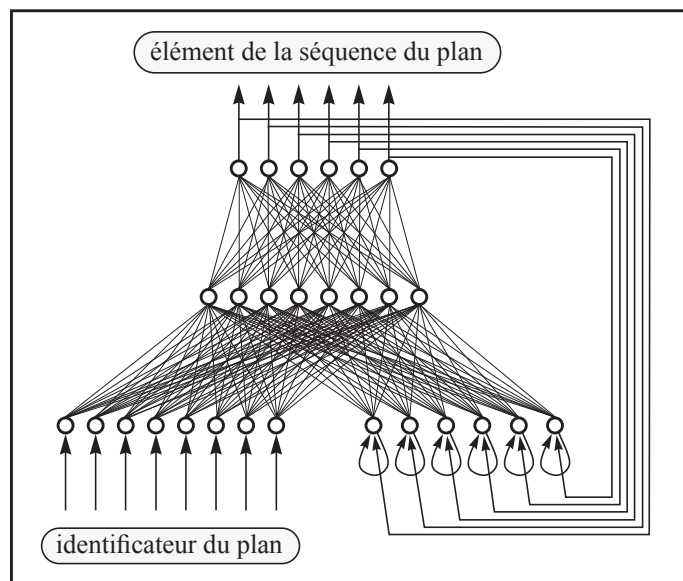 élément de la séquence du plan
identificateur du plan